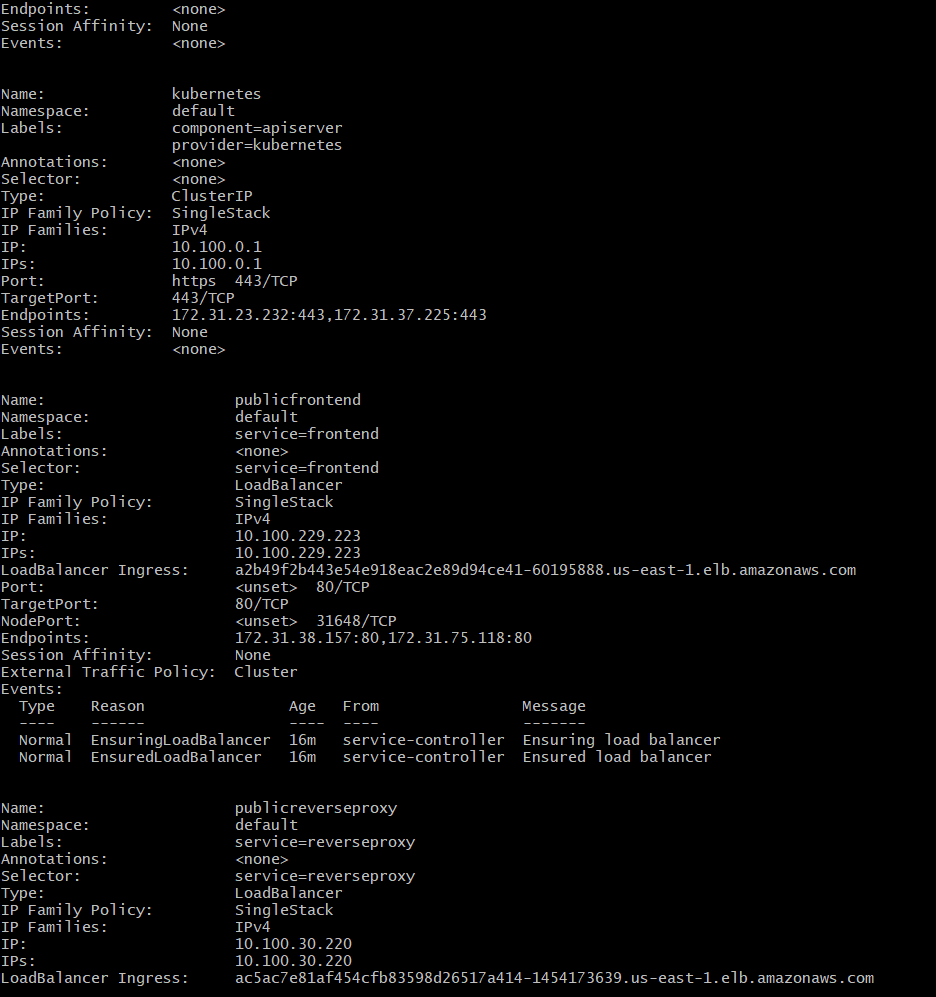 Endpoints: <none>
Session Affinity: None
Events: <none>
Name: kubernetes
Namespace: default
Labels: component=apiserver
provider=kubernetes
Annotations: <none>
Selector: <none>
Type: ClusterIP
IP Family Policy: SingleStack
IP Families: IPv4
IP: 10.100.0.1
IPs: 10.100.0.1
Port: https 443/TCP
TargetPort: 443/TCP
Endpoints: 172.31.23.232:443,172.31.37.225:443
Session Affinity: None
Events: <none>
Name: publicfrontend
Namespace: default
Labels: service=frontend
Annotations: <none>
Selector: service=frontend
Type: LoadBalancer
IP Family Policy: SingleStack
IP Families: IPv4
IP: 10.100.229.223
IPs: 10.100.229.223
LoadBalancer Ingress: a2b49f2b443e54e918eac2e89d94ce41-60195888.us-east-1.elb.amazonaws.com
Port: <unset> 80/TCP
TargetPort: 80/TCP
NodePort: <unset> 31648/TCP
Endpoints: 172.31.38.157:80,172.31.75.118:80
Session Affinity: None
External Traffic Policy: Cluster
Events:
Type Reason Age From Message
---- ------ ---- ---- -------
Normal EnsuringLoadBalancer 16m service-controller Ensuring load balancer
Normal EnsuredLoadBalancer 16m service-controller Ensured load balancer
Name: publicreverseproxy
Namespace: default
Labels: service=reverseproxy
Annotations: <none>
Selector: service=reverseproxy
Type: LoadBalancer
IP Family Policy: SingleStack
IP Families: IPv4
IP: 10.100.30.220
IPs: 10.100.30.220
LoadBalancer Ingress: ac5ac7e81af454cfb83598d26517a414-1454173639.us-east-1.elb.amazonaws.com